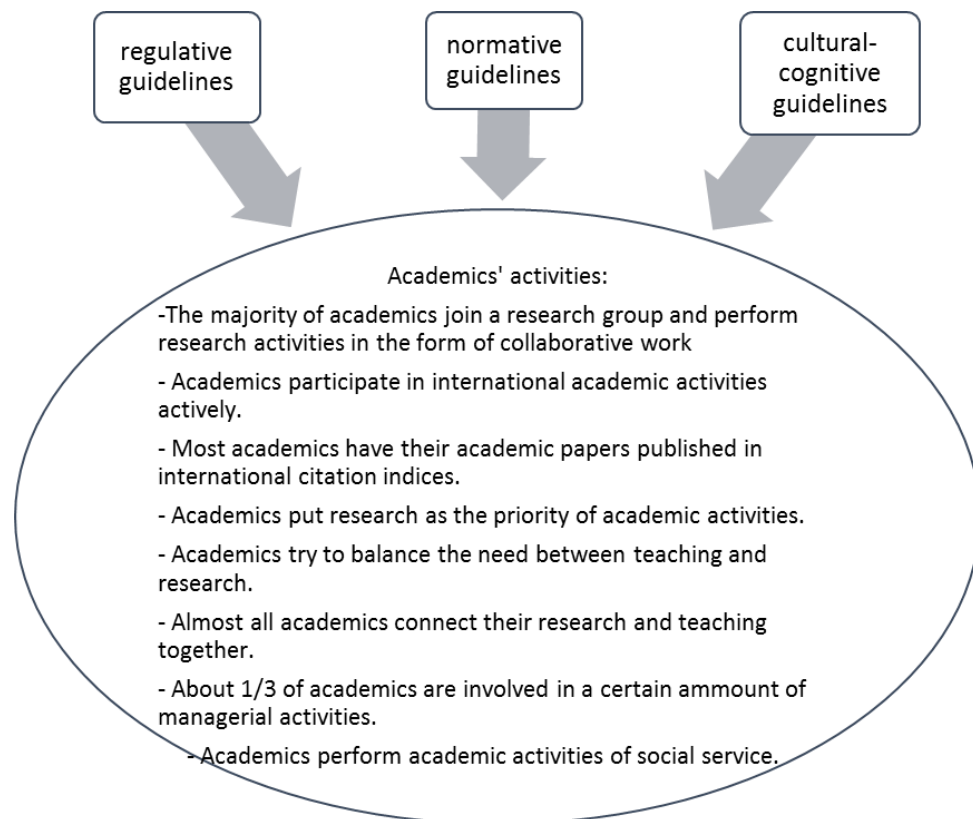 regulative
guidelines
normative
guidelines
cultural-
cognitive
guidelines
Academics' activities:
-The majority of academics join a research group and perform
research activities in the form of collaborative work
- Academics participate in international academic activities
actively.
- Most academics have their academic papers published in
international citation indices.
- Academics put research as the priority of academic activities.
- Academics try to balance the need between teaching and
research.
- Almost all academics connect their research and teaching
together.
- About 1/3 of academics are involved in a certain ammount of
managerial activities.
- Academics perform academic activities of social service.